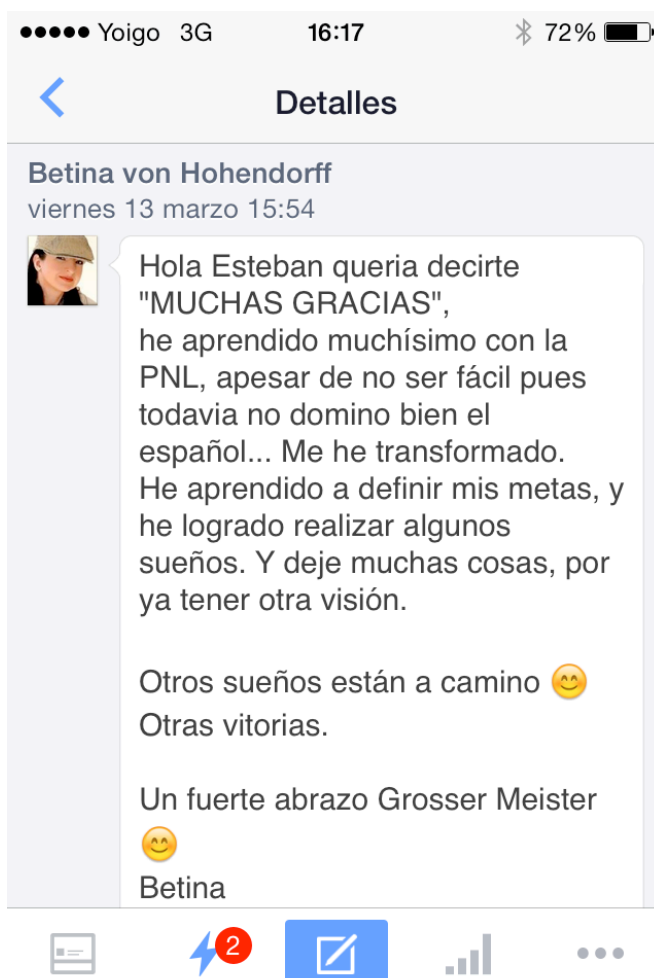 Yoigo 3G 16:17 72%
Detalles
Betina von Hohendorff
viernes 13 marzo 15:54
Hola Esteban queria decirte
"MUCHAS GRACIAS",
he aprendido muchísimo con la
PNL, apesar de no ser fácil pues
todavia no domino bien el
español... Me he transformado.
He aprendido a definir mis metas, y
he logrado realizar algunos
sueños. Y deje muchas cosas, por
ya tener otra visión.
Otros sueños están a camino 😊
Otras vitorias.
Un fuerte abrazo Grosser Meister
😊
Betina
2